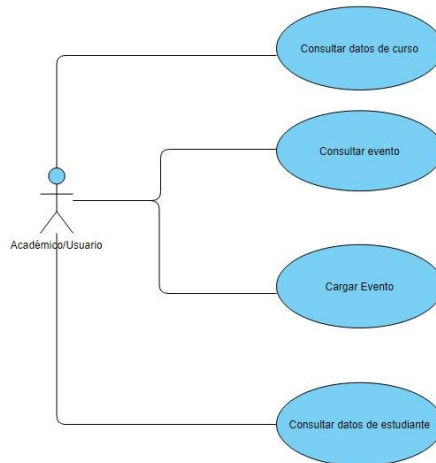 Consultar datos de curso
Consultar evento
Académico/Usuario
Cargar Evento
Consultar datos de estudiante